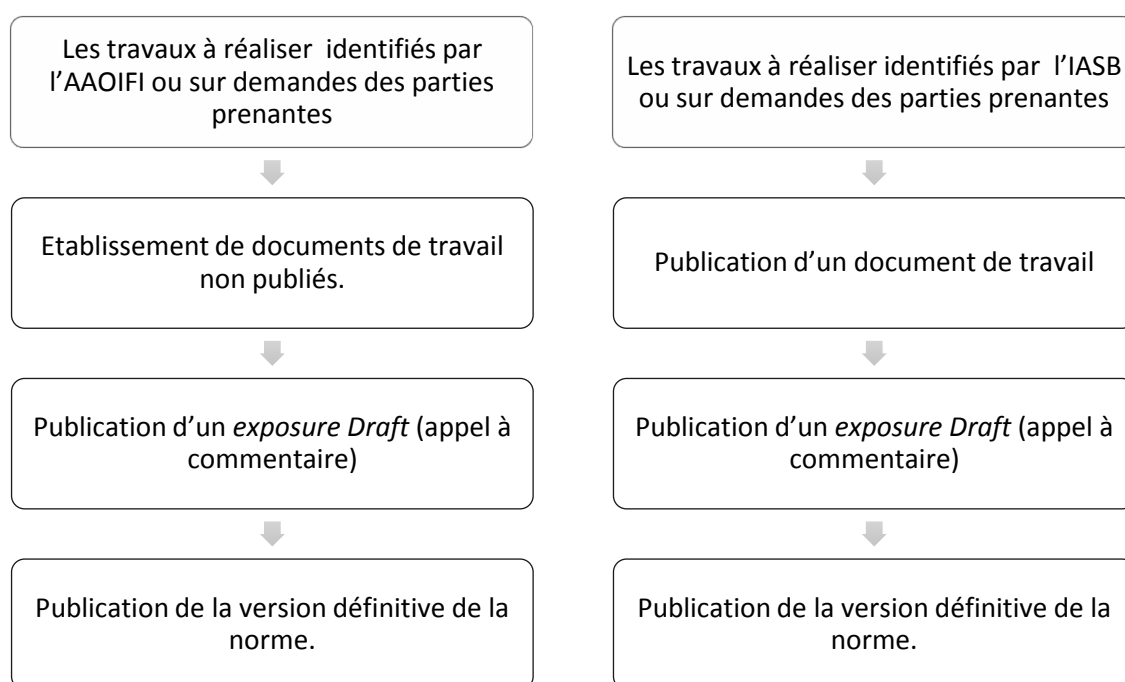 Les travaux à réaliser identifiés par
l'AAOIFI ou sur demandes des parties
prenantes
Etablissement de documents de travail
non publiés.
Publication d'un exposure Draft (appel à
commentaire)
Publication de la version définitive de la
norme.
Les travaux à réaliser identifiés par l'IASB
ou sur demandes des parties prenantes
Publication d'un document de travail
Publication d'un exposure Draft (appel à
commentaire)
Publication de la version définitive de la
norme.